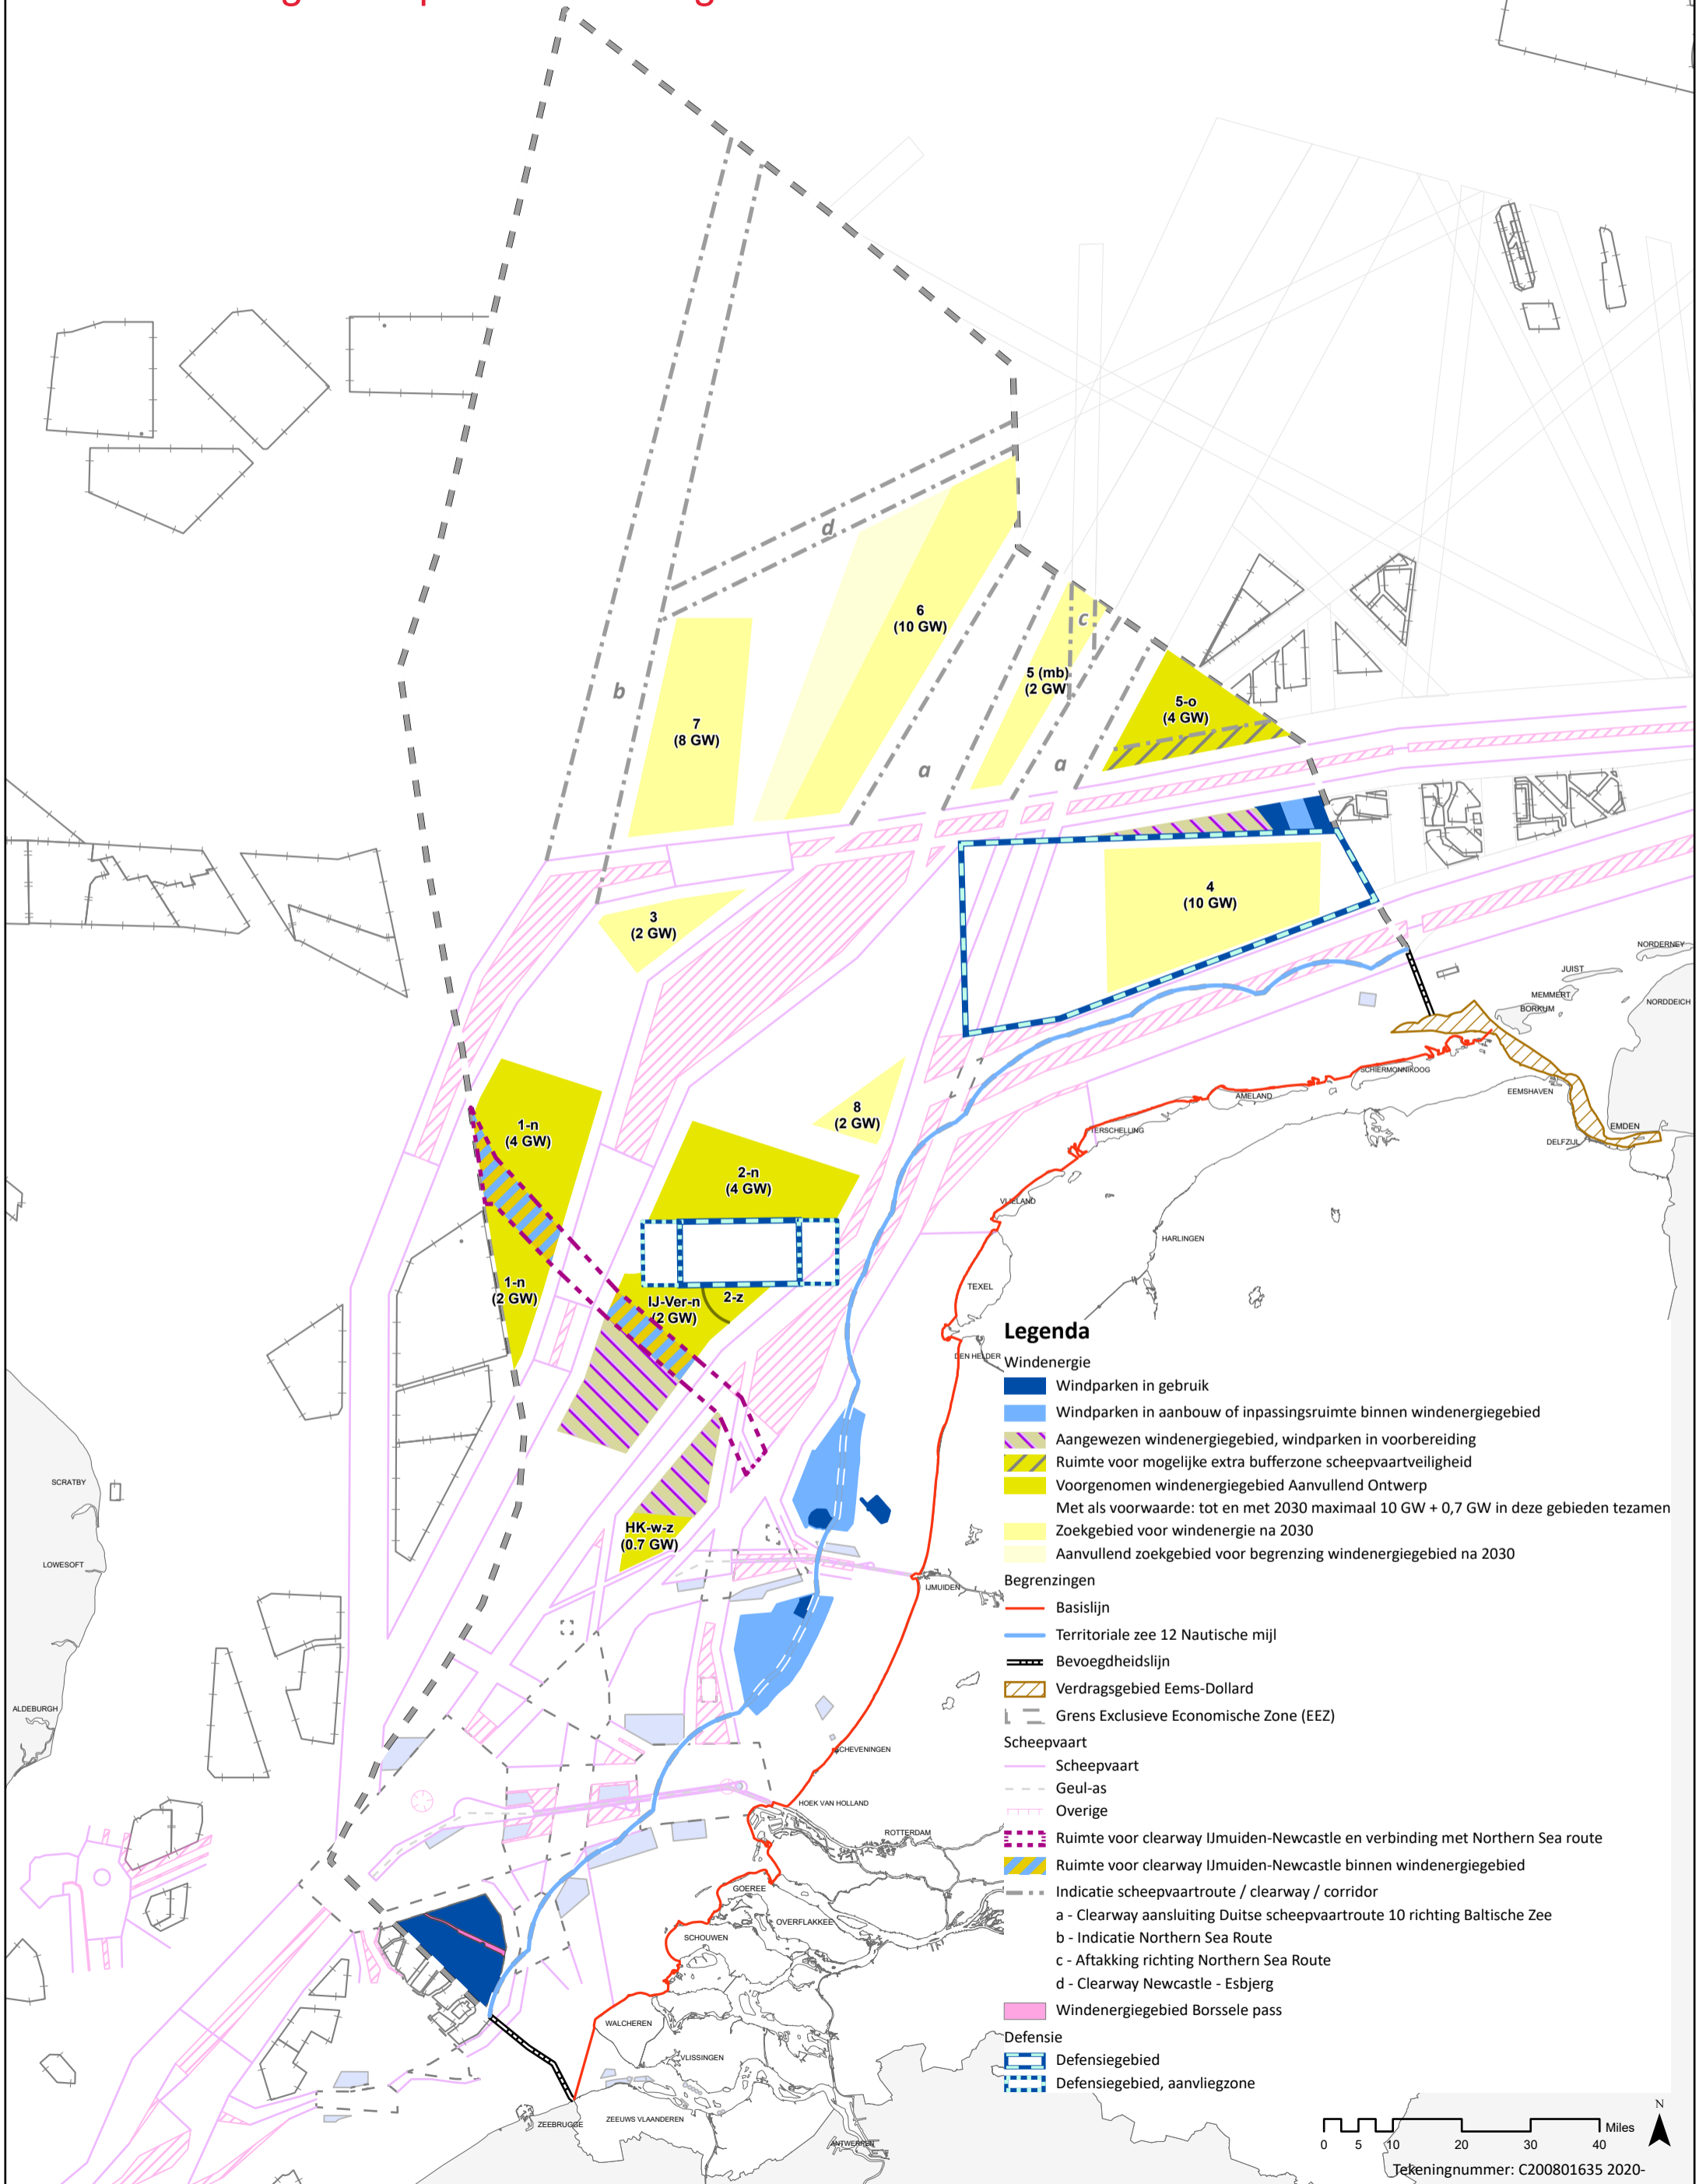 d
6
(10 GW)
c
5 (mb)
(2 GW)
b
5-o
(4 GW)
7
(8 GW)
a
a
4
(10 GW)
3
(2 GW)
NORDERNEY
JUIST
MEMMERT
NORDDEICH
BORKUM
SCHIERMONNIKOOG
EEMSHAVEN
AMELAND
8
(2 GW)
1-n
(4 GW)
EMDEN
TERSCHELLING
DELFZIJL
2-n
(4 GW)
VLIELAND
HARLINGEN
1-n
(2 GW)
TEXEL
IJ-Ver-n
(2 GW)
2-z
DEN HELDER
Legenda
Windenergie
Windparken in gebruik
Windparken in aanbouw of inpassingsruimte binnen windenergiegebied
Aangewezen windenergiegebied, windparken in voorbereiding
Ruimte voor mogelijke extra bufferzone scheepvaartveiligheid
Voorgenomen windenergiegebied Aanvullend Ontwerp
Met als voorwaarde: tot en met 2030 maximaal 10 GW + 0,7 GW in deze gebieden tezamen
Zoekgebied voor windenergie na 2030
Aanvullend zoekgebied voor begrenzing windenergiegebied na 2030
Begrenzingen
Basislijn
Territoriale zee 12 Nautische mijl
Bevoegdheidslijn
Verdragsgebied Eems-Dollard
Grens Exclusieve Economische Zone (EEZ)
Scheepvaart
Scheepvaart
Geul-as
Overige
Ruimte voor clearway IJmuiden-Newcastle en verbinding met Northern Sea route
Ruimte voor clearway IJmuiden-Newcastle binnen windenergiegebied
Indicatie scheepvaartroute / clearway / corridor
a - Clearway aansluiting Duitse scheepvaartroute 10 richting Baltische Zee
b - Indicatie Northern Sea Route
c - Aftakking richting Northern Sea Route
d - Clearway Newcastle - Esbjerg
Windenergiegebied Borssele pass
Defensie
Defensiegebied
Defensiegebied, aanvliegzone
SCRATBY
HK-w-z
(0.7 GW)
LOWESOFT
IJMUIDEN
ALDEBURGH
SCHEVENINGEN
HOEK VAN HOLLAND
ROTTERDAM
GOEREE
OVERFLAKKEE
SCHOUWEN
WALCHEREN
VLISSINGEN
ZEEBRUGGE
ZEEUWS VLAANDEREN
ANTWERPEN
N
Miles
0 5 10 20 30 40
Tekeningnummer: C200801635 2020-